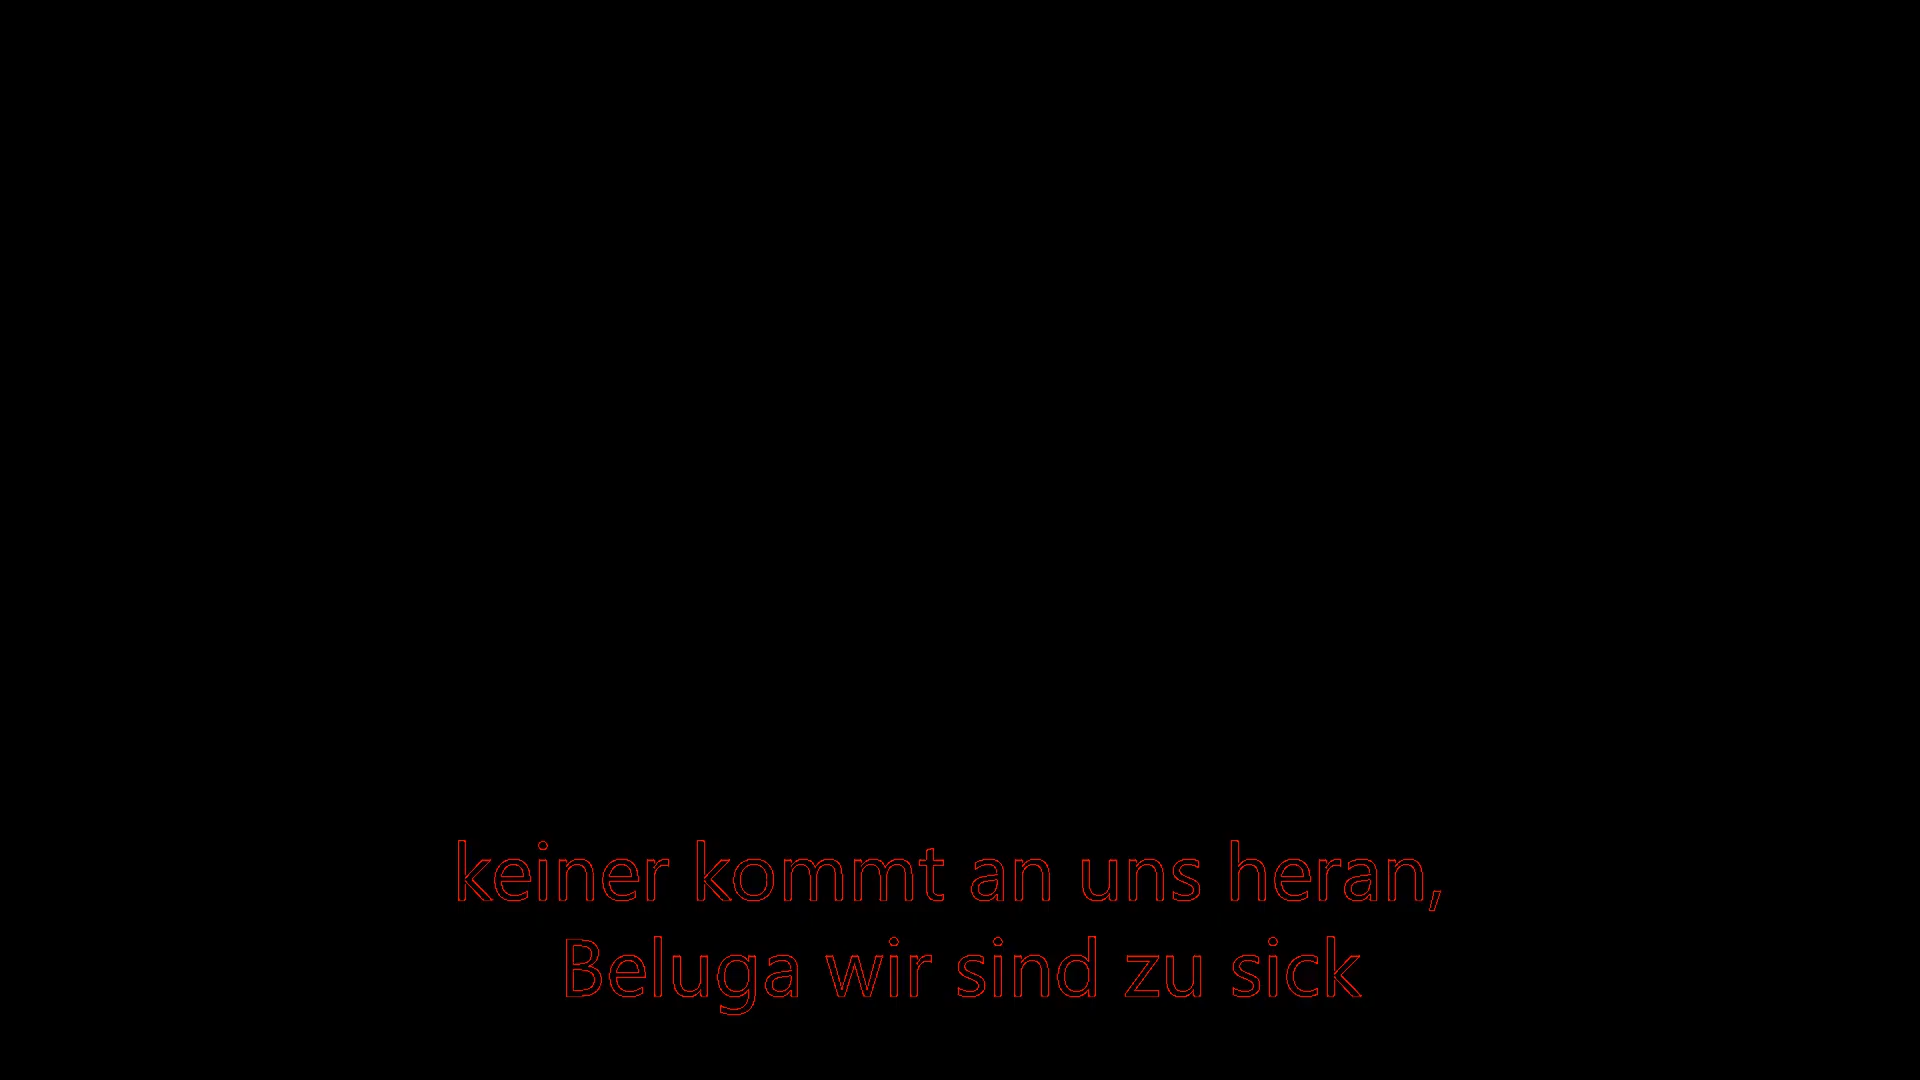 keiner kommt an uns heran,
Beluga wir sind zu sick